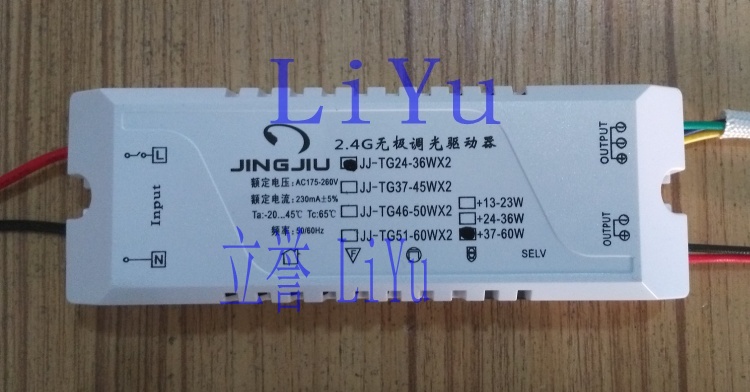 LiYu
2.4G无极调光驱动器
JINGJIU
JJ-TG24-36WX2
JJ-TG37-45WX2
JJ-TG46-50WX2
JJ-TG51-60WX2
额定电压:AC175-260V
额定电流:230mA±5%
Ta:-20...45℃ Tc:65℃
频率:50/60Hz
+13-23W
+24-36W
+37-60W
SELV
L
Input
N
OUTPUT
OUTPUT
立誉 LiYu